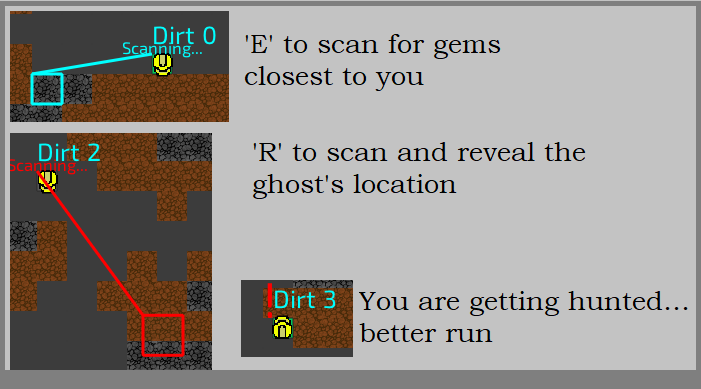 Dirt 0
Scanning...
'E' to scan for gems
closest to you
Dirt 2
Scanning...
'R' to scan and reveal the
ghost's location
Dirt 3
You are getting hunted...
better run